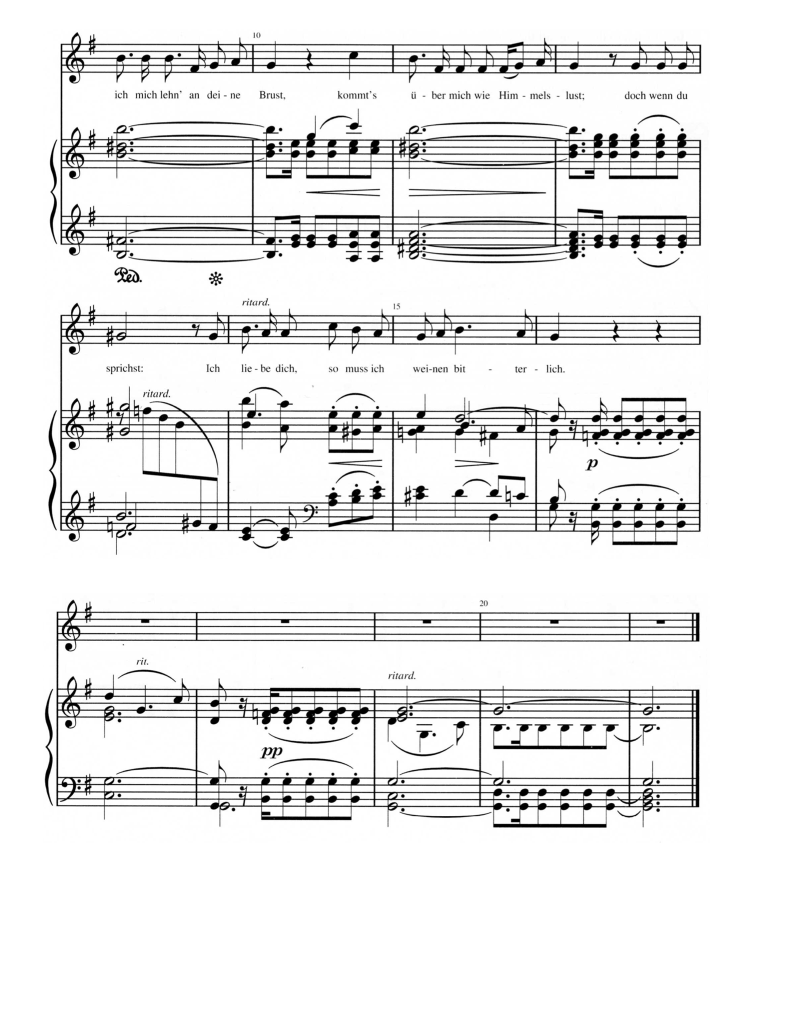 10
ich mich lehn' an dei - ne Brust, kommt's ü - ber mich wie Him - mels - lust; doch wenn du
Ped.
ritard. 15
sprichst: Ich lie - be dich, so muss ich wei-nen bit - ter - lich.
ritard.
p
20
rit. ritard.
pp